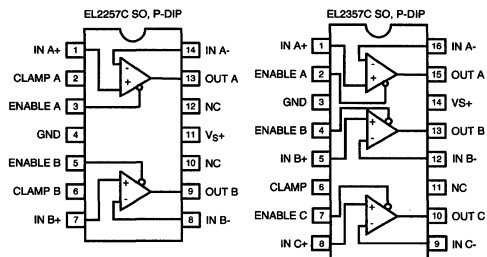 EL2257C SO, P-DIP
IN A+ 1 14 IN A-
CLAMP A 2 13 OUT A
ENABLE A 3 12 NC
GND 4 11 VS+
ENABLE B 5 10 NC
CLAMP B 6 9 OUT B
IN B+ 7 8 IN B-
EL2357C SO, P-DIP
IN A+ 1 16 IN A-
ENABLE A 2 15 OUT A
GND 3 14 VS+
ENABLE B 4 13 OUT B
IN B+ 5 12 IN B-
CLAMP 6 11 NC
ENABLE C 7 10 OUT C
IN C+ 8 9 IN C-